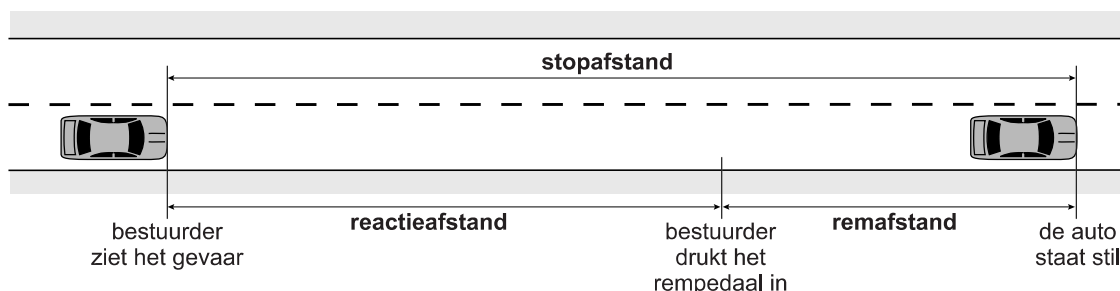 stopafstand
reactieafstand
remafstand
bestuurder
ziet het gevaar
bestuurder
drukt het
rempedaal in
de auto
staat stil